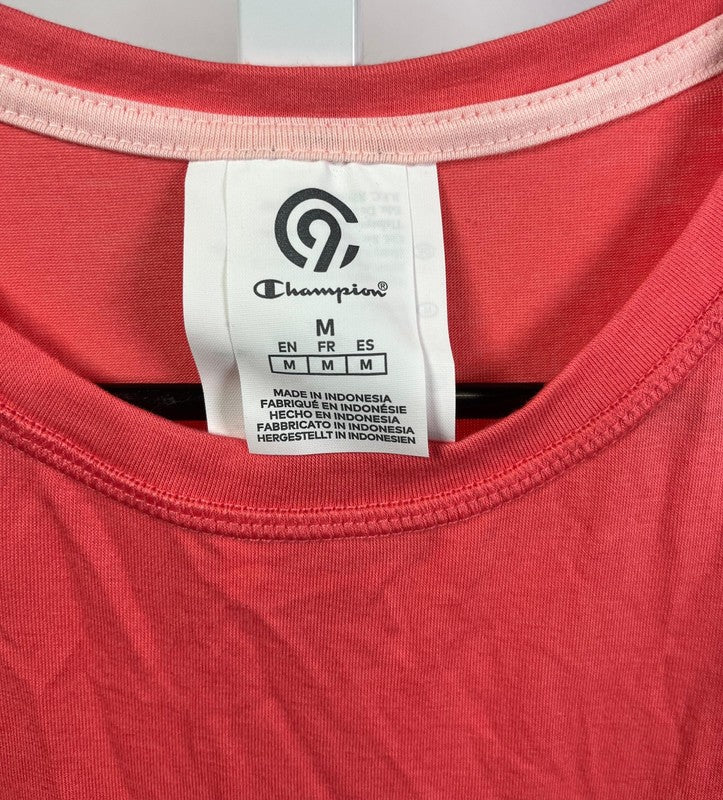 C9
Champion®
M
EN FR ES
M M M
MADE IN INDONESIA
FABRIQUÉ EN INDONÉSIE
HECHO EN INDONESIA
FABBRICATO IN INDONESIA
HERGESTELLT IN INDONESIEN